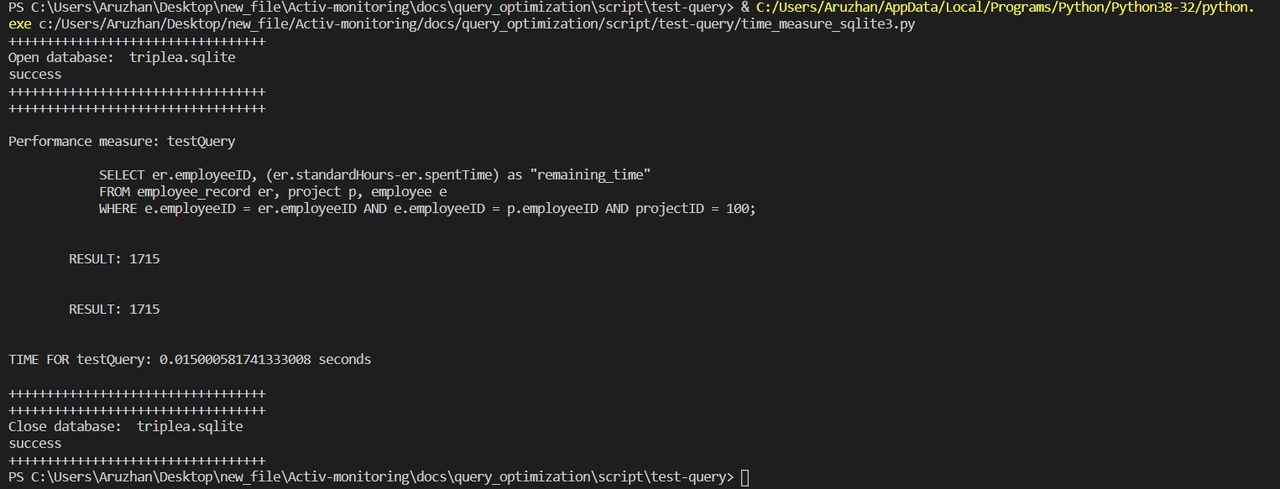 PS C:\Users\Aruzhan\Desktop\new_file\Activ-monitoring\docs\query_optimization\script\test-query> & C:/Users/Aruzhan/AppData/Local/Programs/Python/Python38-32/python.
exe c:/Users/Aruzhan/Desktop/new_file/Activ-monitoring/docs/query_optimization/script/test-query/time_measure_sqlite3.py
++++++++++++++++++++++++++++++++++
Open database:  triplea.sqlite
success
++++++++++++++++++++++++++++++++++
++++++++++++++++++++++++++++++++++
Performance measure: testQuery
SELECT er.employeeID, (er.standardHours-er.spentTime) as "remaining_time"
FROM employee_record er, project p, employee e
WHERE e.employeeID = er.employeeID AND e.employeeID = p.employeeID AND projectID = 100;
RESULT: 1715
RESULT: 1715
TIME FOR testQuery: 0.015000581741333008 seconds
++++++++++++++++++++++++++++++++++
++++++++++++++++++++++++++++++++++
Close database:  triplea.sqlite
success
++++++++++++++++++++++++++++++++++
PS C:\Users\Aruzhan\Desktop\new_file\Activ-monitoring\docs\query_optimization\script\test-query>